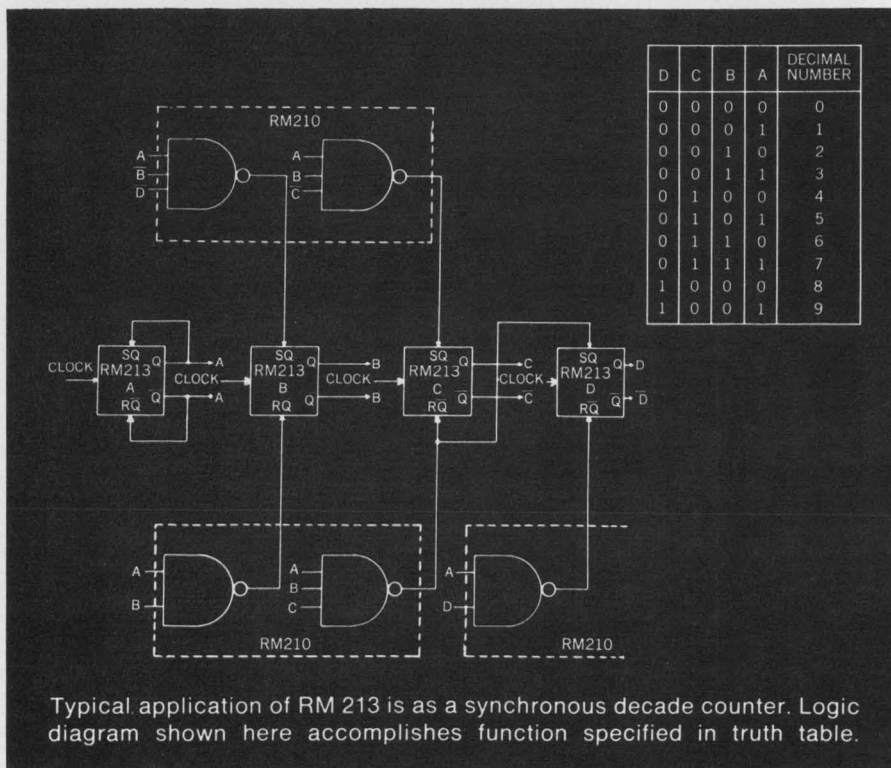 D C B A DECIMAL NUMBER
0 0 0 0 0
0 0 0 1 1
0 0 1 0 2
0 0 1 1 3
0 1 0 0 4
0 1 0 1 5
0 1 1 0 6
0 1 1 1 7
1 0 0 0 8
1 0 0 1 9
RM210
A
B̅
D̅
A
B
C̅
CLOCK
SQ Q A
RM213
A
RQ̅ Q̅ A
CLOCK
SQ Q B
RM213
B
RQ Q B
CLOCK
SQ Q C
RM213
C
RQ̅ Q̅ C
CLOCK
SQ Q D
RM213
D
RQ̅ Q̅ D̅
A
B
A
B
C
RM210
A
D
RM210
Typical application of RM 213 is as a synchronous decade counter. Logic
diagram shown here accomplishes function specified in truth table.